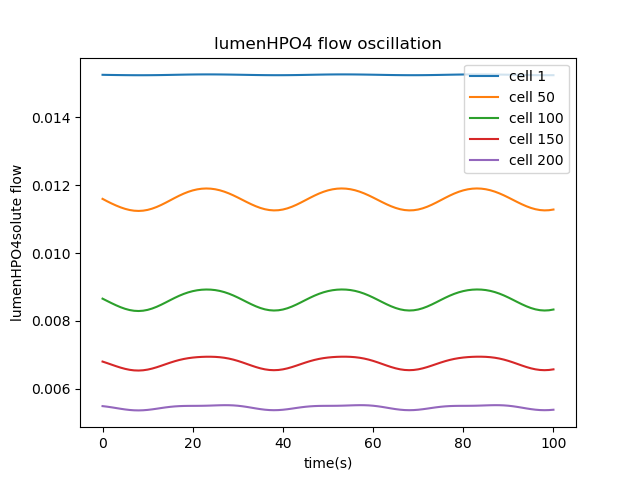 lumenHPO4 flow oscillation
lumenHPO4solute flow
0.014
0.012
0.010
0.008
0.006
cell 1
cell 50
cell 100
cell 150
cell 200
0 20 40 60 80 100
time(s)